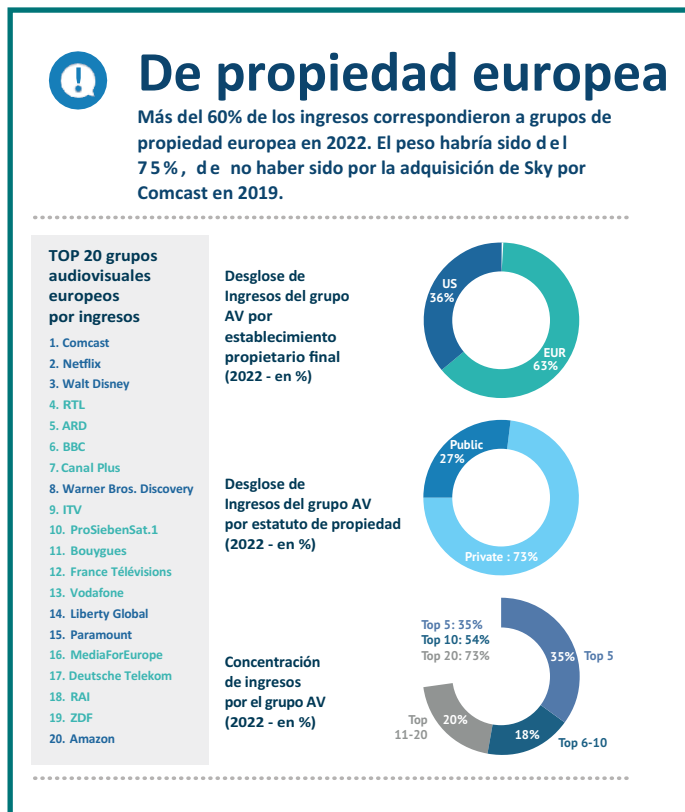 De propiedad europea
Más del 60% de los ingresos correspondieron a grupos de
propiedad europea en 2022. El peso habría sido del
75%, de no haber sido por la adquisición de Sky por
Comcast en 2019.
TOP 20 grupos
audiovisuales
europeos
por ingresos
1. Comcast
2. Netflix
3. Walt Disney
4. RTL
5. ARD
6. BBC
7. Canal Plus
8. Warner Bros. Discovery
9. ITV
10. ProSiebenSat.1
11. Bouygues
12. France Télévisions
13. Vodafone
14. Liberty Global
15. Paramount
16. MediaForEurope
17. Deutsche Telekom
18. RAI
19. ZDF
20. Amazon
Desglose de
Ingresos del grupo
AV por
establecimiento
propietario final
(2022 - en %)
US
36%
EUR
63%
Desglose de
Ingresos del grupo AV
por estatuto de propiedad
(2022 - en %)
Public
27%
Private : 73%
Concentración
de ingresos
por el grupo AV
(2022 - en %)
Top 5: 35%
Top 10: 54%
Top 20: 73%
35%
Top 5
Top
11-20
20%
18%
Top 6-10